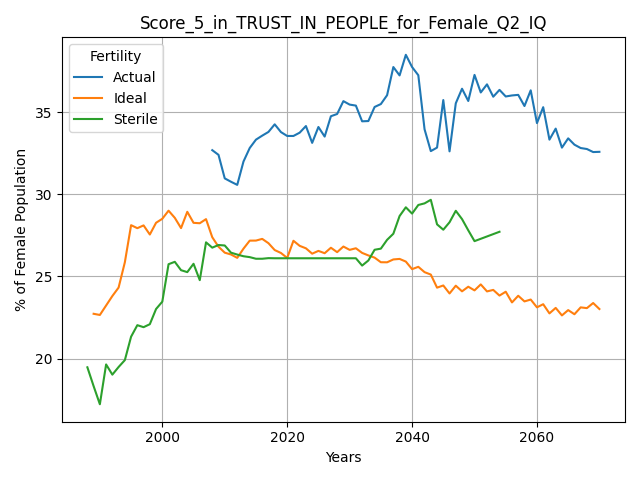 Score_5_in_TRUST_IN_PEOPLE_for_Female_Q2_IQ
Fertility
Actual
Ideal
Sterile
% of Female Population
35
30
25
20
2000
2020
2040
2060
Years